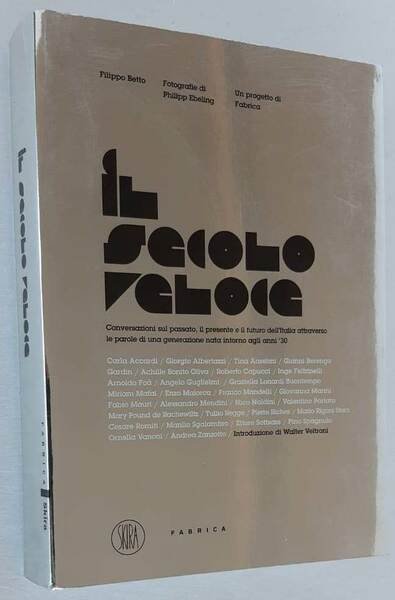 Filippo Betto
Fotografie di
Philipp Ebeling
Un progetto di
Fabrica
il
secolo
veloce
Conversazioni sul passato, il presente e il futuro dell'Italia attraverso
le parole di una generazione nata intorno agli anni '30
Carla Accardi / Giorgio Albertazzi / Tina Anselmi / Gianni Berengo
Gardin / Achille Bonito Oliva / Roberto Capucci / Inge Feltrinelli
Arnoldo Foà / Angelo Guglielmi / Graziella Lonardi Buontempo
Miriam Mafai / Enzo Maiorca / Franco Mandelli / Giovanna Marini
Fabio Mauri / Alessandro Mendini / Nico Naldini / Valentino Parlato
Mary Pound de Rachewiltz / Tullio Regge / Pierre Riches / Mario Rigoni Stern
Cesare Romiti / Manlio Sgalambro / Ettore Sottsass / Pino Spagnolo
Ornella Vanoni / Andrea Zanzotto / Introduzione di Walter Veltroni
SKIRA
FABRICA
il secolo veloce
FABRICA
Skira